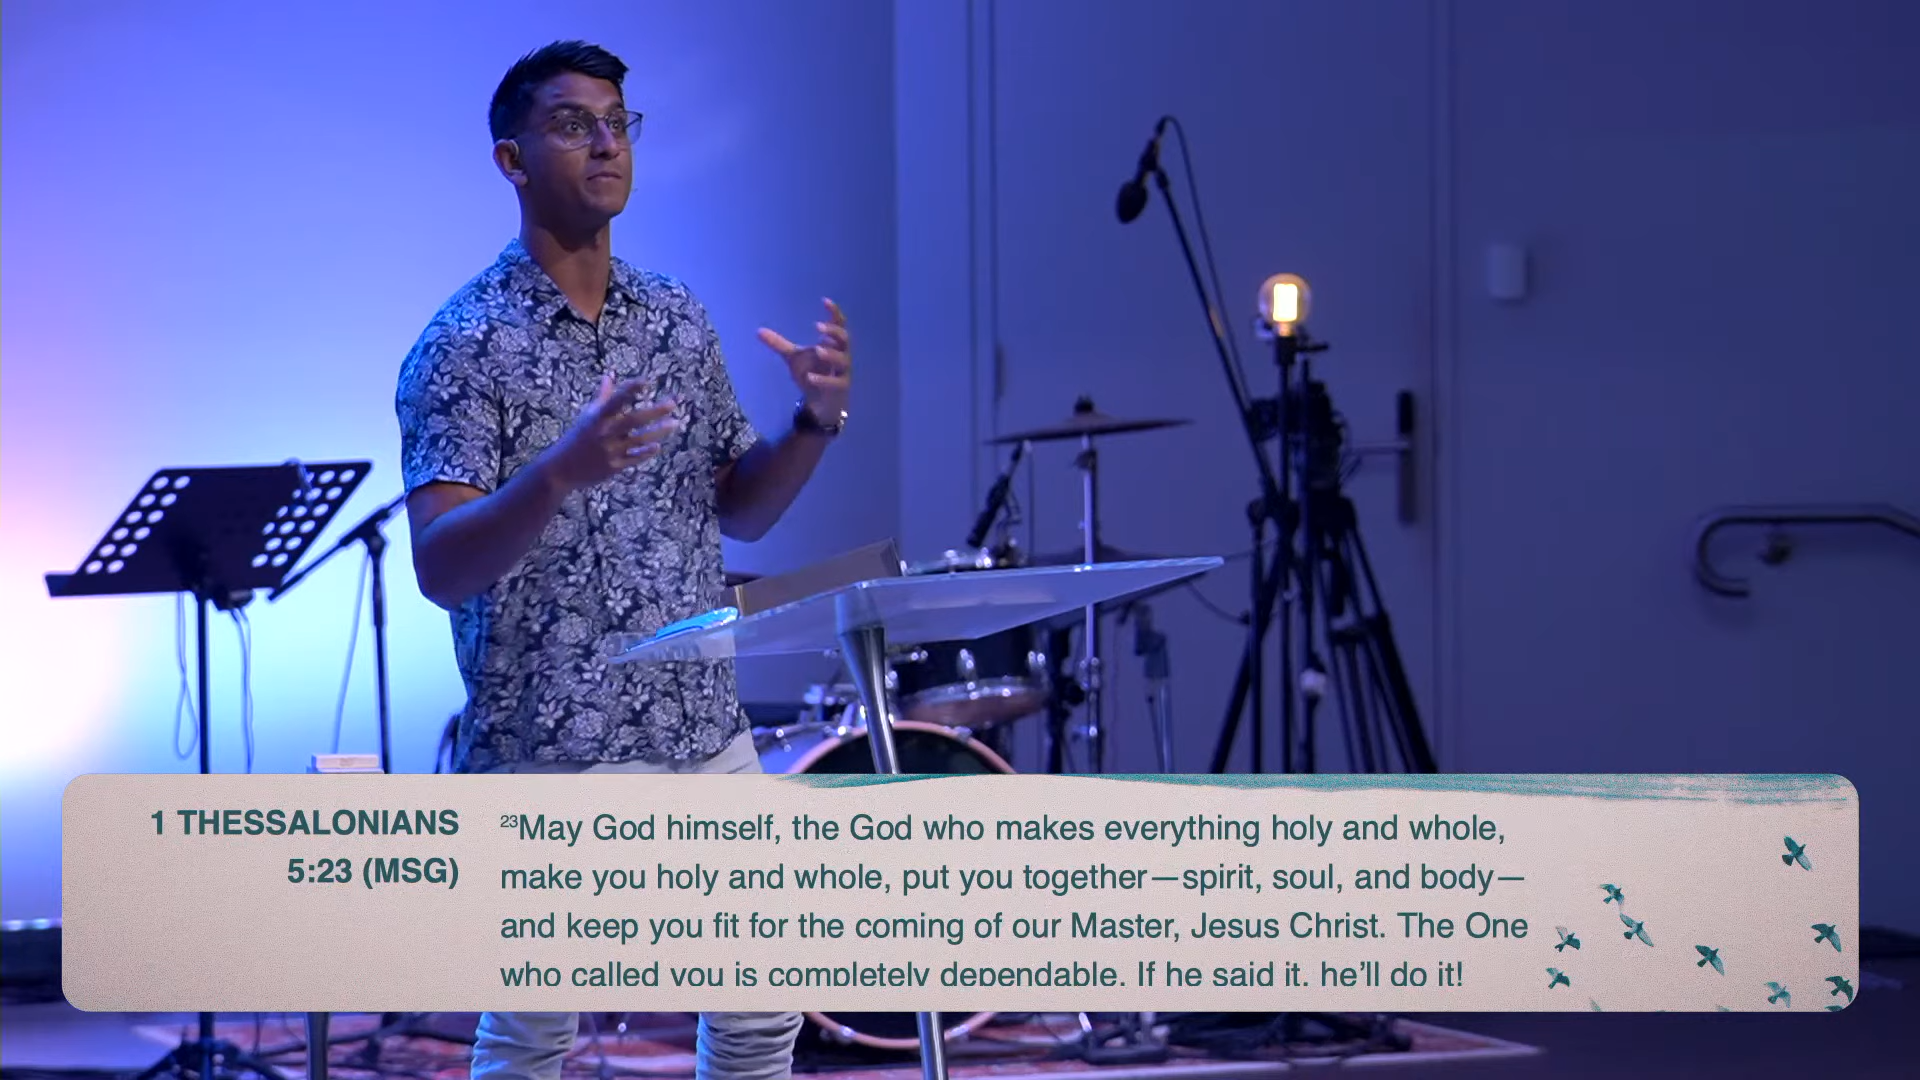 1 THESSALONIANS
5:23 (MSG)
23May God himself, the God who makes everything holy and whole,
make you holy and whole, put you together—spirit, soul, and body—
and keep you fit for the coming of our Master, Jesus Christ. The One
who called you is completely dependable. If he said it, he’ll do it!